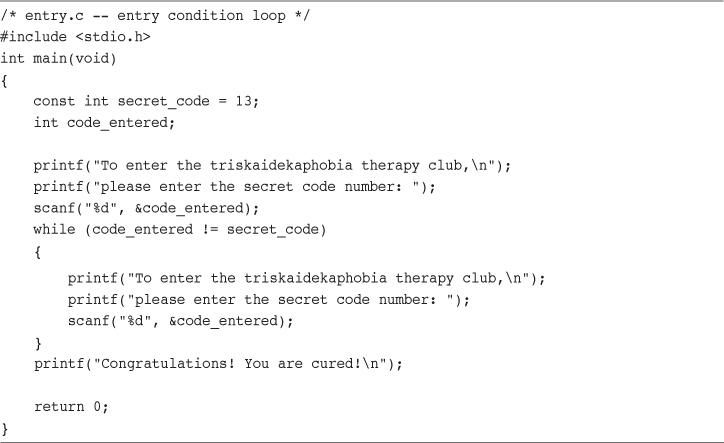 /* entry.c -- entry condition loop */
#include <stdio.h>
int main(void)
{
    const int secret_code = 13;
    int code_entered;

    printf("To enter the triskaidekaphobia therapy club,\n");
    printf("please enter the secret code number: ");
    scanf("%d", &code_entered);
    while (code_entered != secret_code)
    {
        printf("To enter the triskaidekaphobia therapy club,\n");
        printf("please enter the secret code number: ");
        scanf("%d", &code_entered);
    }
    printf("Congratulations! You are cured!\n");

    return 0;
}